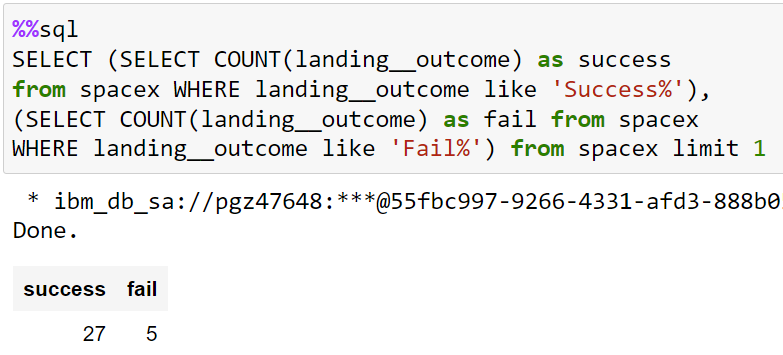 %%sql
SELECT (SELECT COUNT(landing__outcome) as success
from spacex WHERE landing__outcome like 'Success%'),
(SELECT COUNT(landing__outcome) as fail from spacex
WHERE landing__outcome like 'Fail%') from spacex limit 1
* ibm_db_sa://pgz47648:***@55fbc997-9266-4331-afd3-888b0
Done.
success fail
27 5